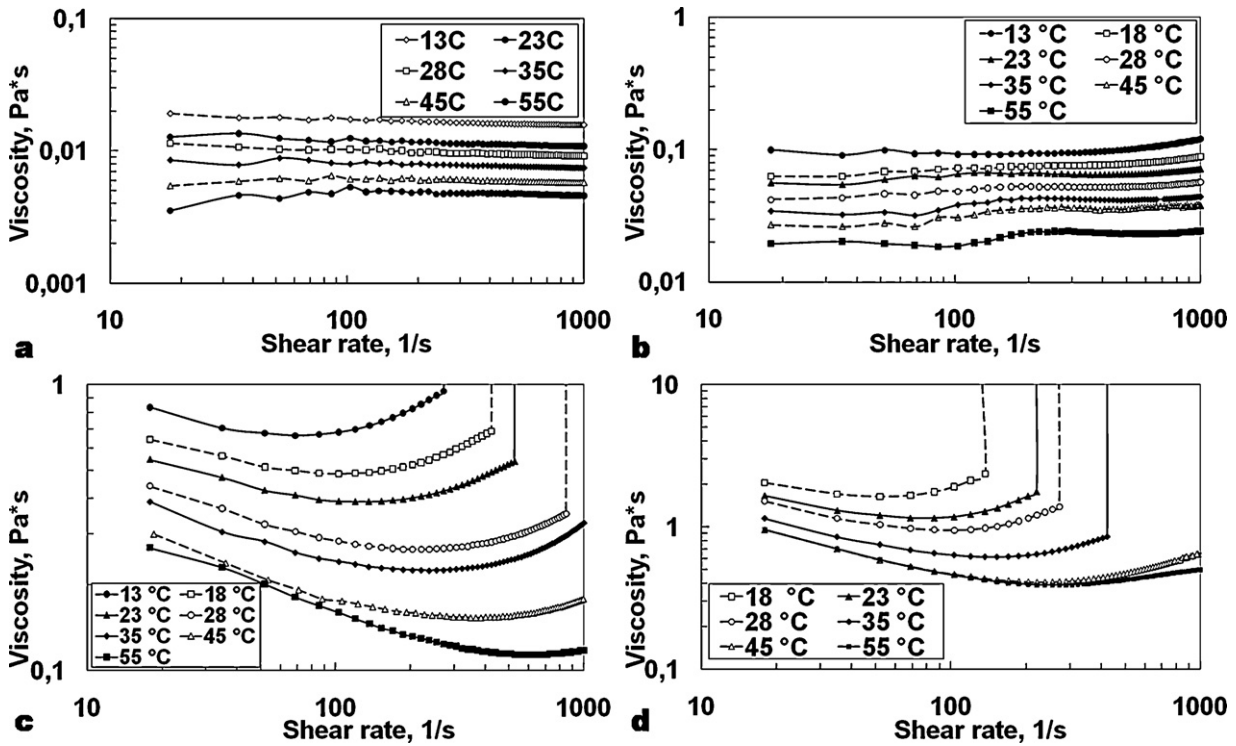 0,1
Viscosity, Pa*s
13C 23C
28C 35C
45C 55C
0,01
0,001
10 100 1000
a
Shear rate, 1/s
1
Viscosity, Pa*s
13 °C 18 °C
23 °C 28 °C
35 °C 45 °C
55 °C
0,1
0,01
10 100 1000
b
Shear rate, 1/s
1
Viscosity, Pa*s
13 °C 18 °C
23 °C 28 °C
35 °C 45 °C
55 °C
0,1
10 100 1000
c
Shear rate, 1/s
10
Viscosity, Pa*s
1
18 °C 23 °C
28 °C 35 °C
45 °C 55 °C
0,1
10 100 1000
d
Shear rate, 1/s